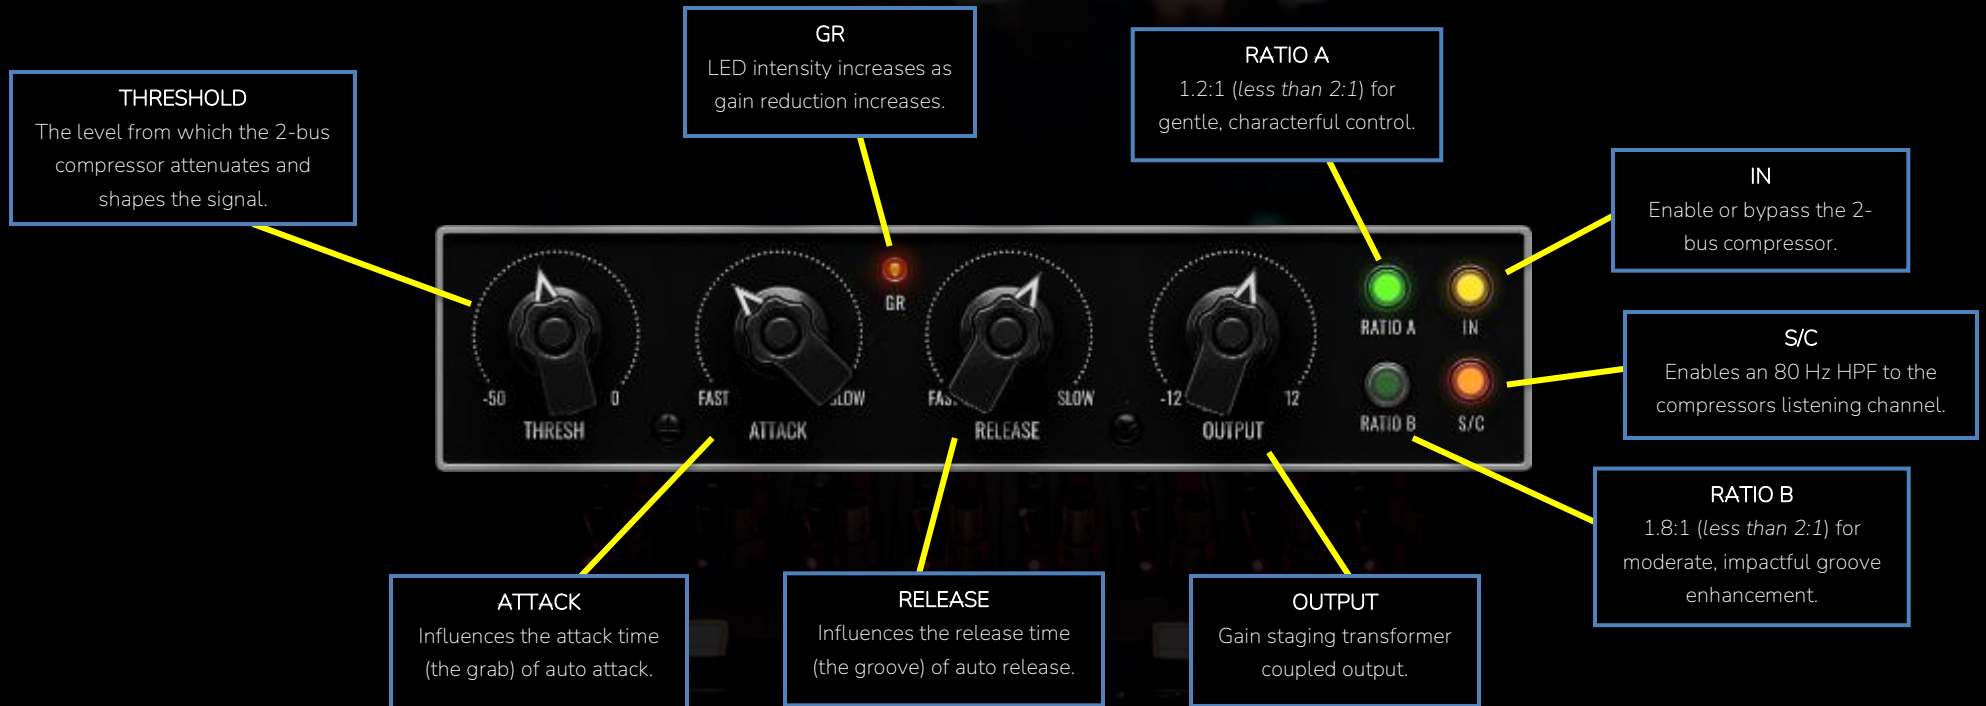 GR
LED intensity increases as
gain reduction increases.
RATIO A
1.2:1 (less than 2:1) for
gentle, characterful control.
THRESHOLD
The level from which the 2-bus
compressor attenuates and
shapes the signal.
IN
Enable or bypass the 2-
bus compressor.
S/C
Enables an 80 Hz HPF to the
compressors listening channel.
GR
RATIO A
IN
-50
0
THRESH
FAST
SLOW
ATTACK
FAST
SLOW
RELEASE
-12
12
OUTPUT
RATIO B
S/C
RATIO B
1.8:1 (less than 2:1) for
moderate, impactful groove
enhancement.
ATTACK
Influences the attack time
(the grab) of auto attack.
RELEASE
Influences the release time
(the groove) of auto release.
OUTPUT
Gain staging transformer
coupled output.